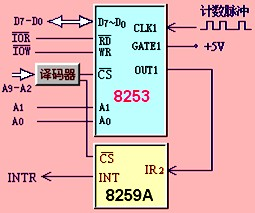 计数脉冲
D7-D0
D7~D0
CLK1
IOR
RD
GATE1
+5V
IOW
WR
OUT1
译码器
CS
A9-A2
8253
A1
A1
A0
A0
CS
IR2
INTR
INT
8259A